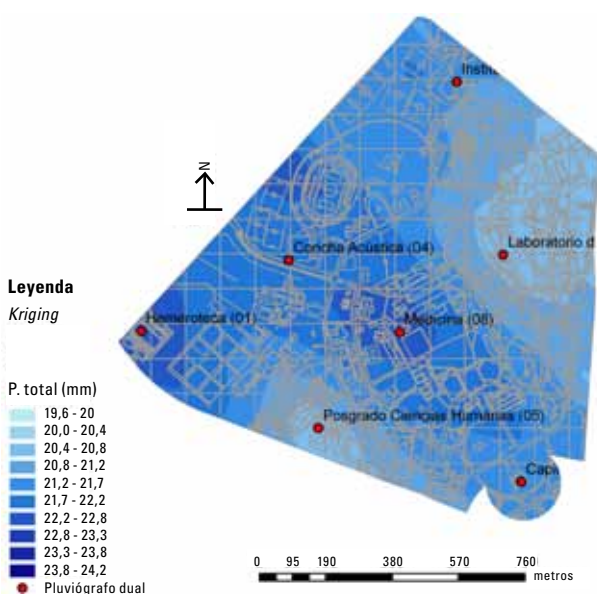 N
Concha Acústica (04)
Laboratorio d
Hemeroteca (01)
Medicina (08)
Posgrado Ciencias Humanas (05)
Leyenda
Kriging
P. total (mm)
19,6 - 20
20,0 - 20,4
20,4 - 20,8
20,8 - 21,2
21,2 - 21,7
21,7 - 22,2
22,2 - 22,8
22,8 - 23,3
23,3 - 23,8
23,8 - 24,2
Pluviógrafo dual
0 95 190 380 570 760
metros